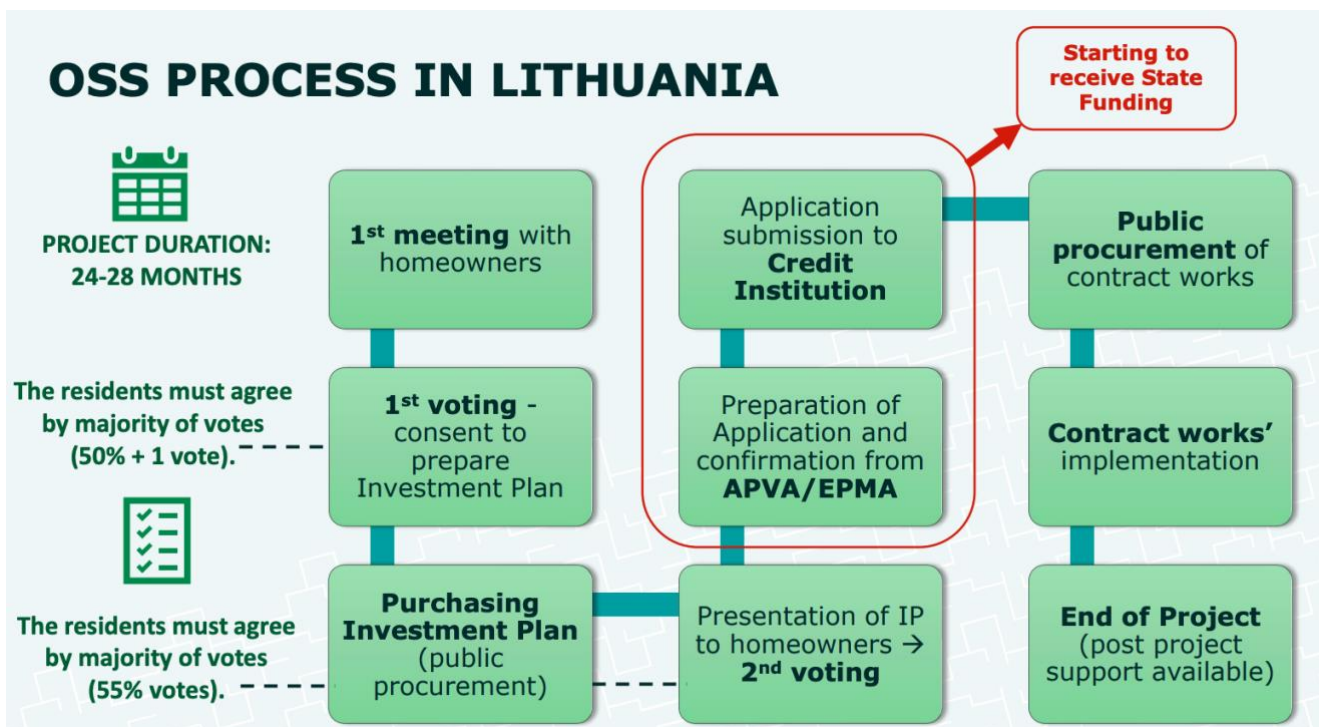 OSS PROCESS IN LITHUANIA
Starting to
receive State
Funding
PROJECT DURATION:
24-28 MONTHS
1st meeting with
homeowners
The residents must agree
by majority of votes
(50% + 1 vote).
1st voting -
consent to
prepare
Investment Plan
The residents must agree
by majority of votes
(55% votes).
Purchasing
Investment Plan
(public
procurement)
Presentation of IP
to homeowners →
2nd voting
Preparation of
Application and
confirmation from
APVA/EPMA
Application
submission to
Credit
Institution
Public
procurement of
contract works
Contract works’
implementation
End of Project
(post project
support available)